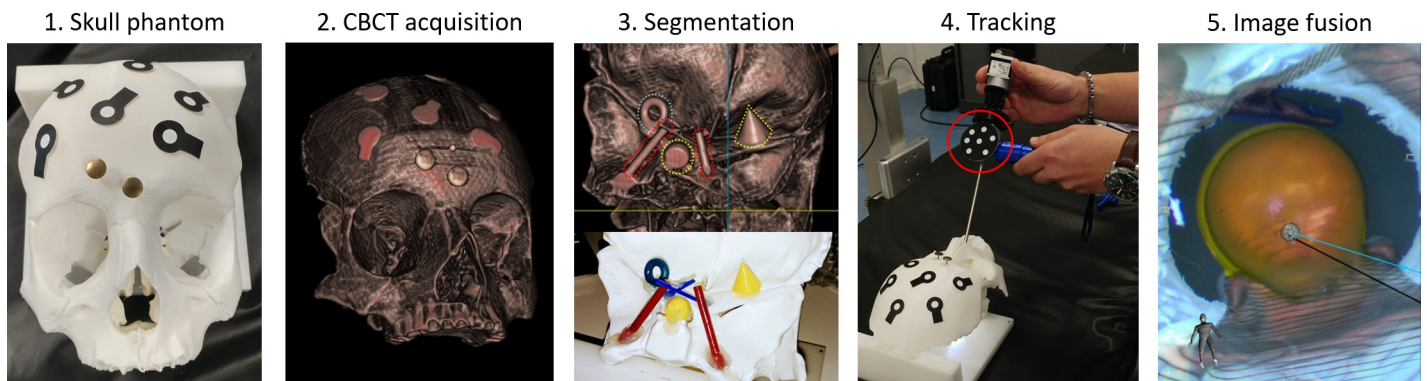 1. Skull phantom
2. CBCT acquisition
3. Segmentation
4. Tracking
5. Image fusion